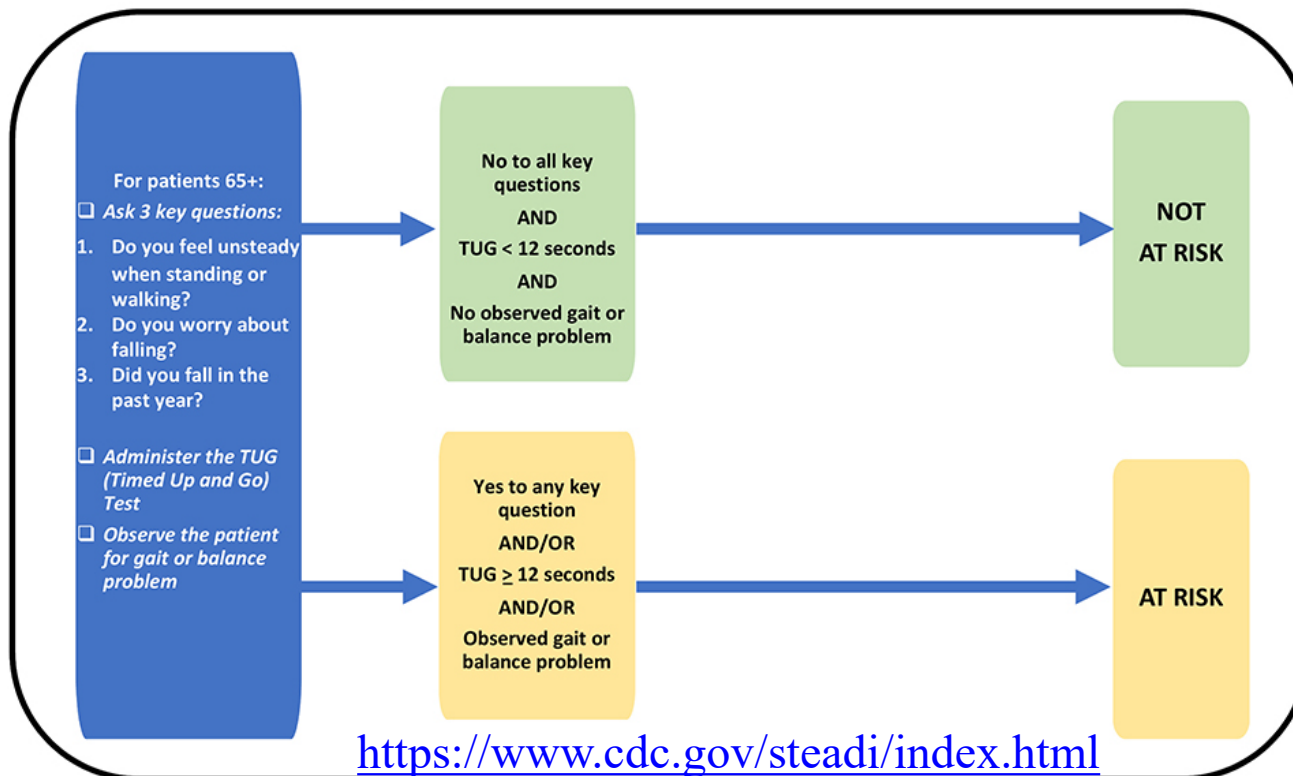 For patients 65+:
❑ Ask 3 key questions:
1. Do you feel unsteady
when standing or
walking?
2. Do you worry about
falling?
3. Did you fall in the
past year?
❑ Administer the TUG
(Timed Up and Go)
Test
❑ Observe the patient
for gait or balance
problem
No to all key
questions
AND
TUG < 12 seconds
AND
No observed gait or
balance problem
NOT
AT RISK
Yes to any key
question
AND/OR
TUG ≥ 12 seconds
AND/OR
Observed gait or
balance problem
AT RISK
https://www.cdc.gov/steadi/index.html